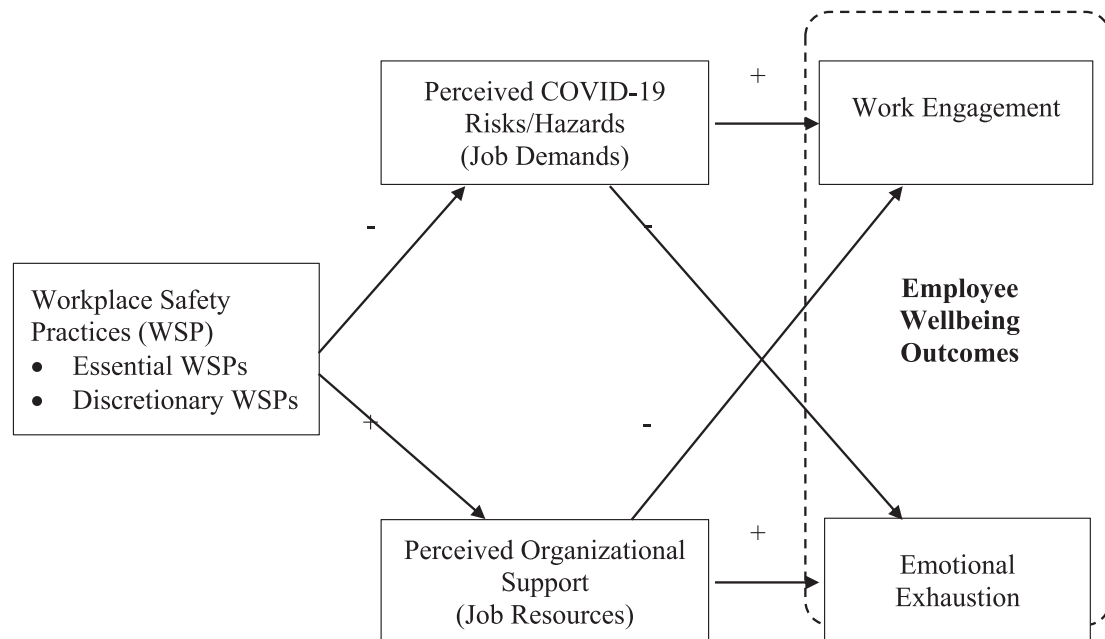 Perceived COVID-19
Risks/Hazards
(Job Demands)
+
Work Engagement
-
-
Workplace Safety
Practices (WSP)
• Essential WSPs
• Discretionary WSPs
Employee
Wellbeing
Outcomes
+
-
Perceived Organizational
Support
(Job Resources)
+
Emotional
Exhaustion